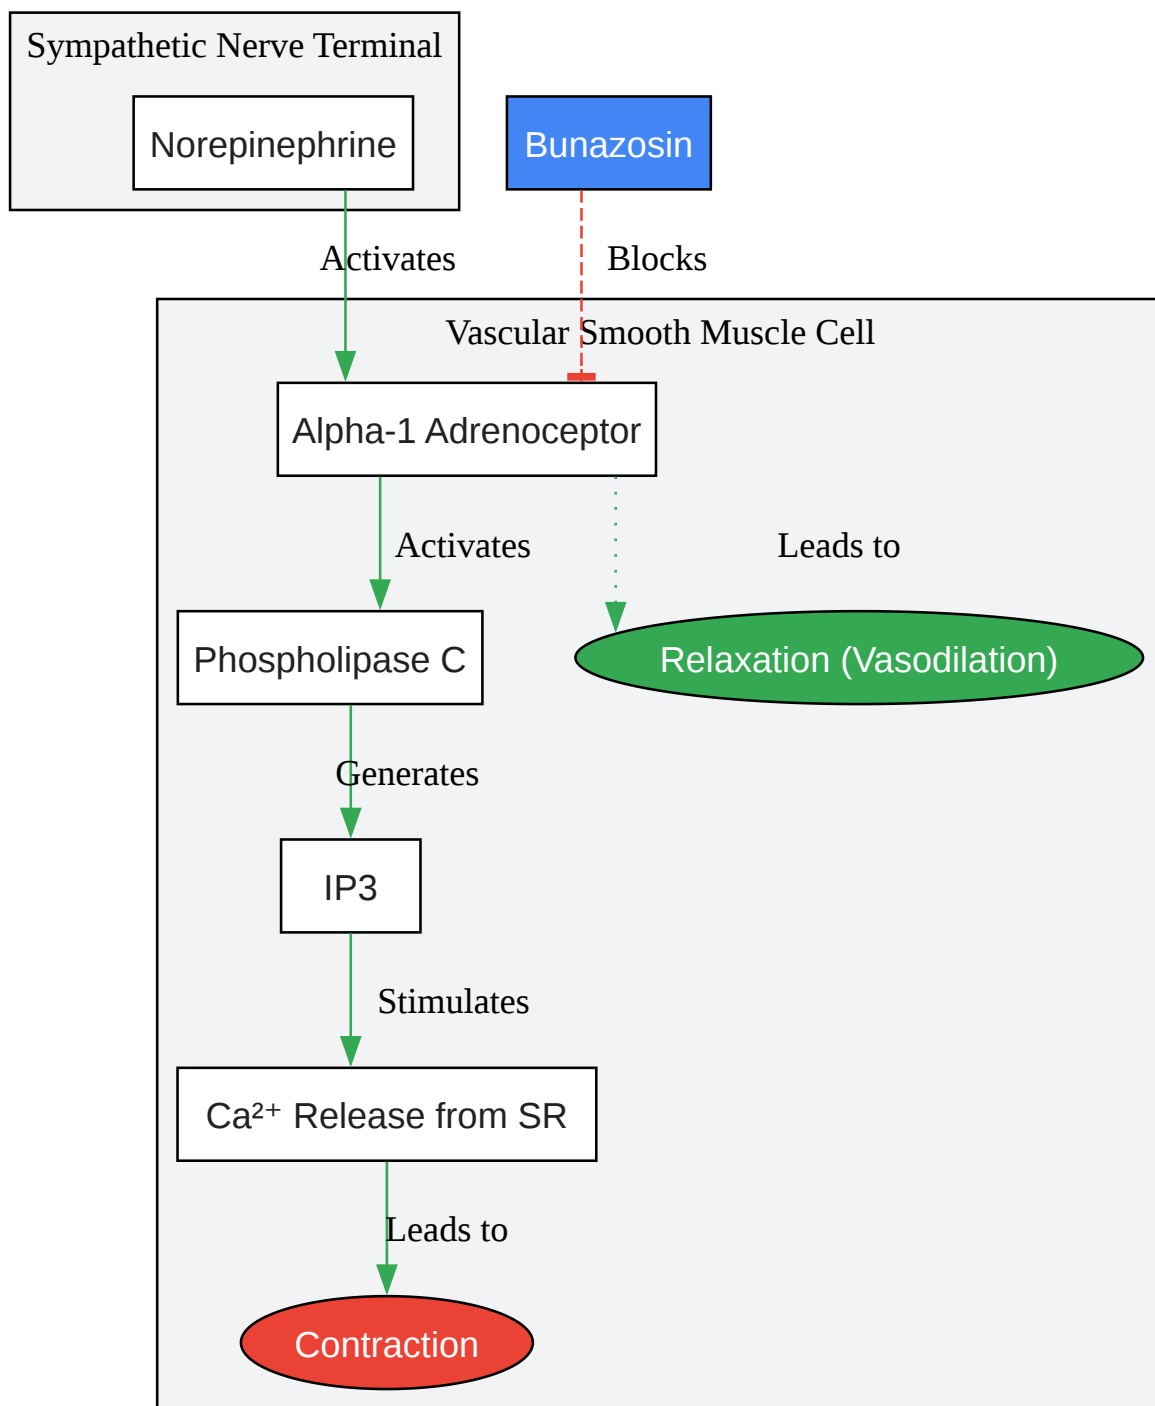 Sympathetic Nerve Terminal
Norepinephrine
Bunazosin
Activates
Blocks
Vascular Smooth Muscle Cell
Alpha-1 Adrenoceptor
Activates
Leads to
Phospholipase C
Relaxation (Vasodilation)
Generates
IP3
Stimulates
Ca²⁺ Release from SR
Leads to
Contraction